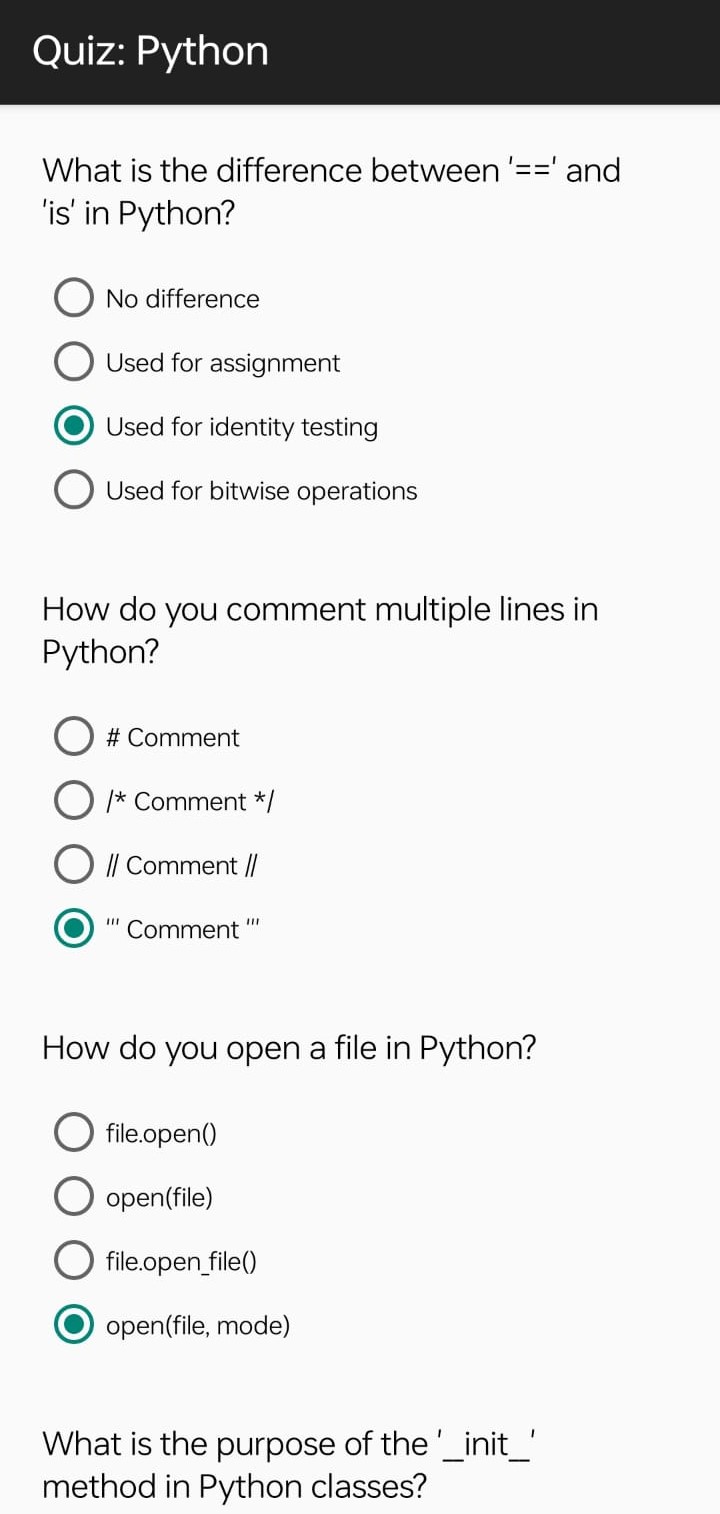 Quiz: Python
What is the difference between '==' and
'is' in Python?
No difference
Used for assignment
Used for identity testing
Used for bitwise operations
How do you comment multiple lines in
Python?
# Comment
/* Comment */
// Comment //
''' Comment '''
How do you open a file in Python?
file.open()
open(file)
file.open_file()
open(file, mode)
What is the purpose of the '__init__'
method in Python classes?